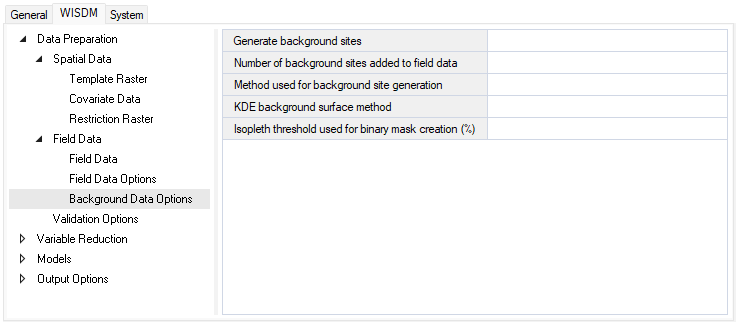 General WISDM System
Data Preparation
Spatial Data
Template Raster
Covariate Data
Restriction Raster
Field Data
Field Data
Field Data Options
Background Data Options
Validation Options
Variable Reduction
Models
Output Options
Generate background sites
Number of background sites added to field data
Method used for background site generation
KDE background surface method
Isopleth threshold used for binary mask creation (%)